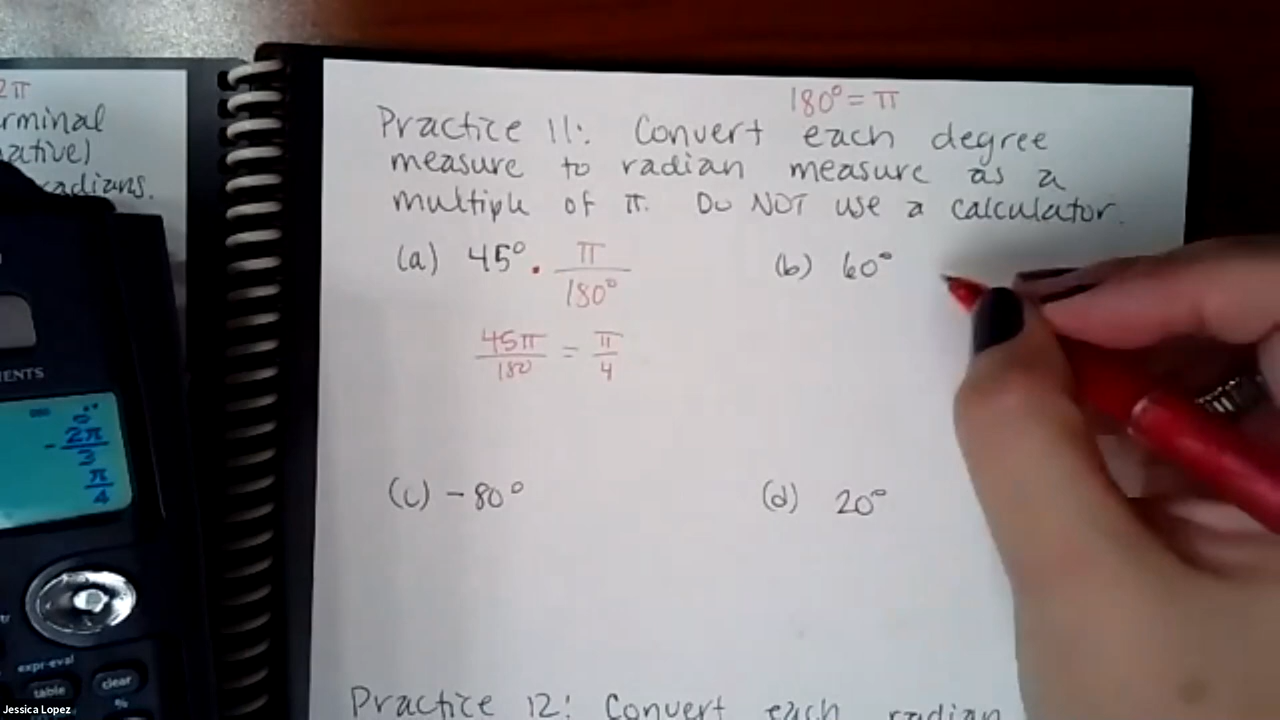 2π
rminal
ative)
radians.
180° = π
Practice 11: Convert each degree
measure to radian measure as a
multiple of π. Do NOT use a calculator.
(a) 45° · π/180°
45π/180 = π/4
(b) 60°
(c) -80°
(d) 20°
Practice 12: Convert each radian
ENTS
-2π/3
π/4
expr-eval
table
clear
%
Jessica Lopez